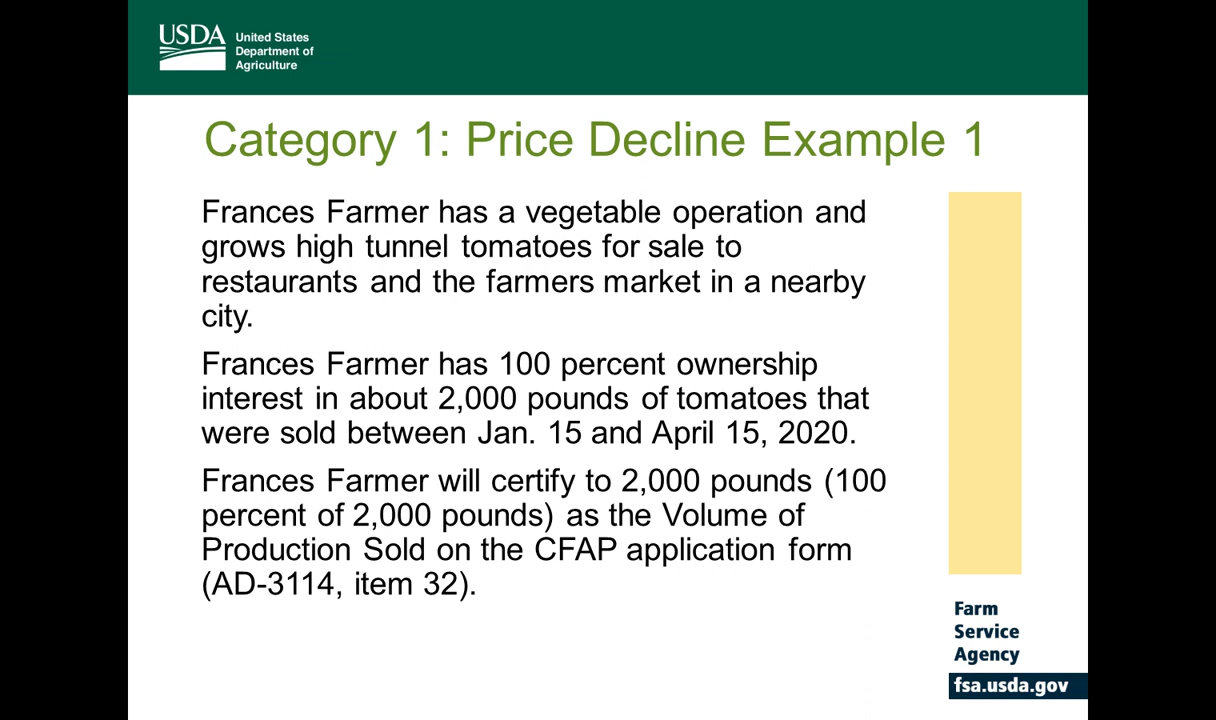 USDA
United States
Department of
Agriculture
Category 1: Price Decline Example 1
Frances Farmer has a vegetable operation and
grows high tunnel tomatoes for sale to
restaurants and the farmers market in a nearby
city.
Frances Farmer has 100 percent ownership
interest in about 2,000 pounds of tomatoes that
were sold between Jan. 15 and April 15, 2020.
Frances Farmer will certify to 2,000 pounds (100
percent of 2,000 pounds) as the Volume of
Production Sold on the CFAP application form
(AD-3114, item 32).
Farm
Service
Agency
fsa.usda.gov